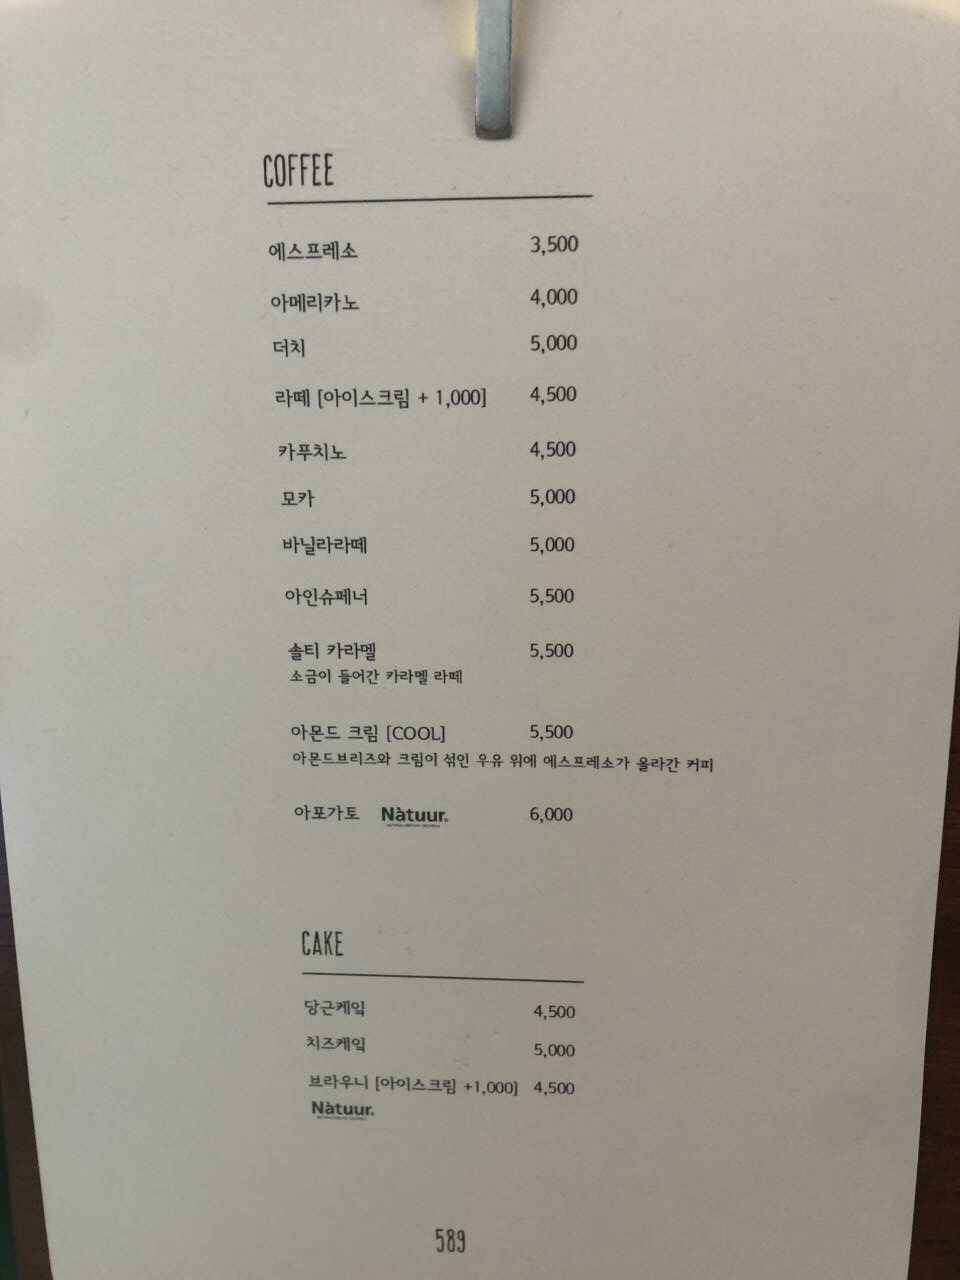 COFFEE
에스프레소 3,500
아메리카노 4,000
더치 5,000
라떼 [아이스크림 + 1,000] 4,500
카푸치노 4,500
모카 5,000
바닐라라떼 5,000
아인슈페너 5,500
솔티 카라멜 5,500
소금이 들어간 카라멜 라떼
아몬드 크림 [COOL] 5,500
아몬드브리즈와 크림이 섞인 우유 위에 에스프레소가 올라간 커피
아포가토 Nàtuur. 6,000
CAKE
당근케잌 4,500
치즈케잌 5,000
브라우니 [아이스크림 +1,000] 4,500
Nàtuur.
589